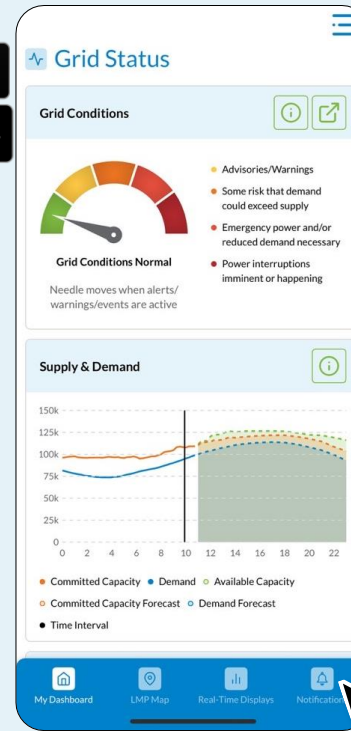 Grid Status
Grid Conditions
Advisories/Warnings
Some risk that demand
could exceed supply
Emergency power and/or
reduced demand necessary
Power interruptions
imminent or happening
Grid Conditions Normal
Needle moves when alerts/
warnings/events are active
Supply & Demand
150k
125k
100k
75k
50k
25k
0
0 2 4 6 8 10 12 14 16 18 20 22
Committed Capacity Demand Available Capacity
Committed Capacity Forecast Demand Forecast
Time Interval
My Dashboard LMP Map Real-Time Displays Notification